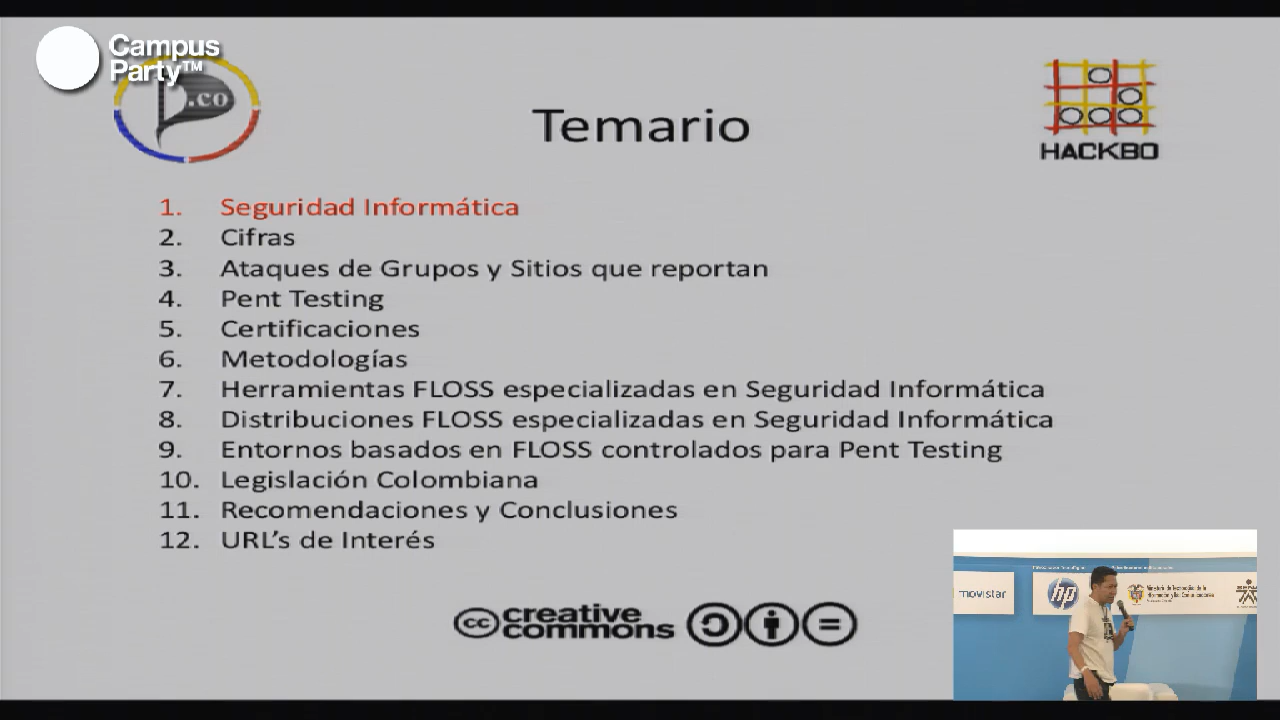 Campus
Party™
.co
Temario
HACKBO
1. Seguridad Informática
2. Cifras
3. Ataques de Grupos y Sitios que reportan
4. Pent Testing
5. Certificaciones
6. Metodologías
7. Herramientas FLOSS especializadas en Seguridad Informática
8. Distribuciones FLOSS especializadas en Seguridad Informática
9. Entornos basados en FLOSS controlados para Pent Testing
10. Legislación Colombiana
11. Recomendaciones y Conclusiones
12. URL's de Interés
cc creative
commons
movistar
hp